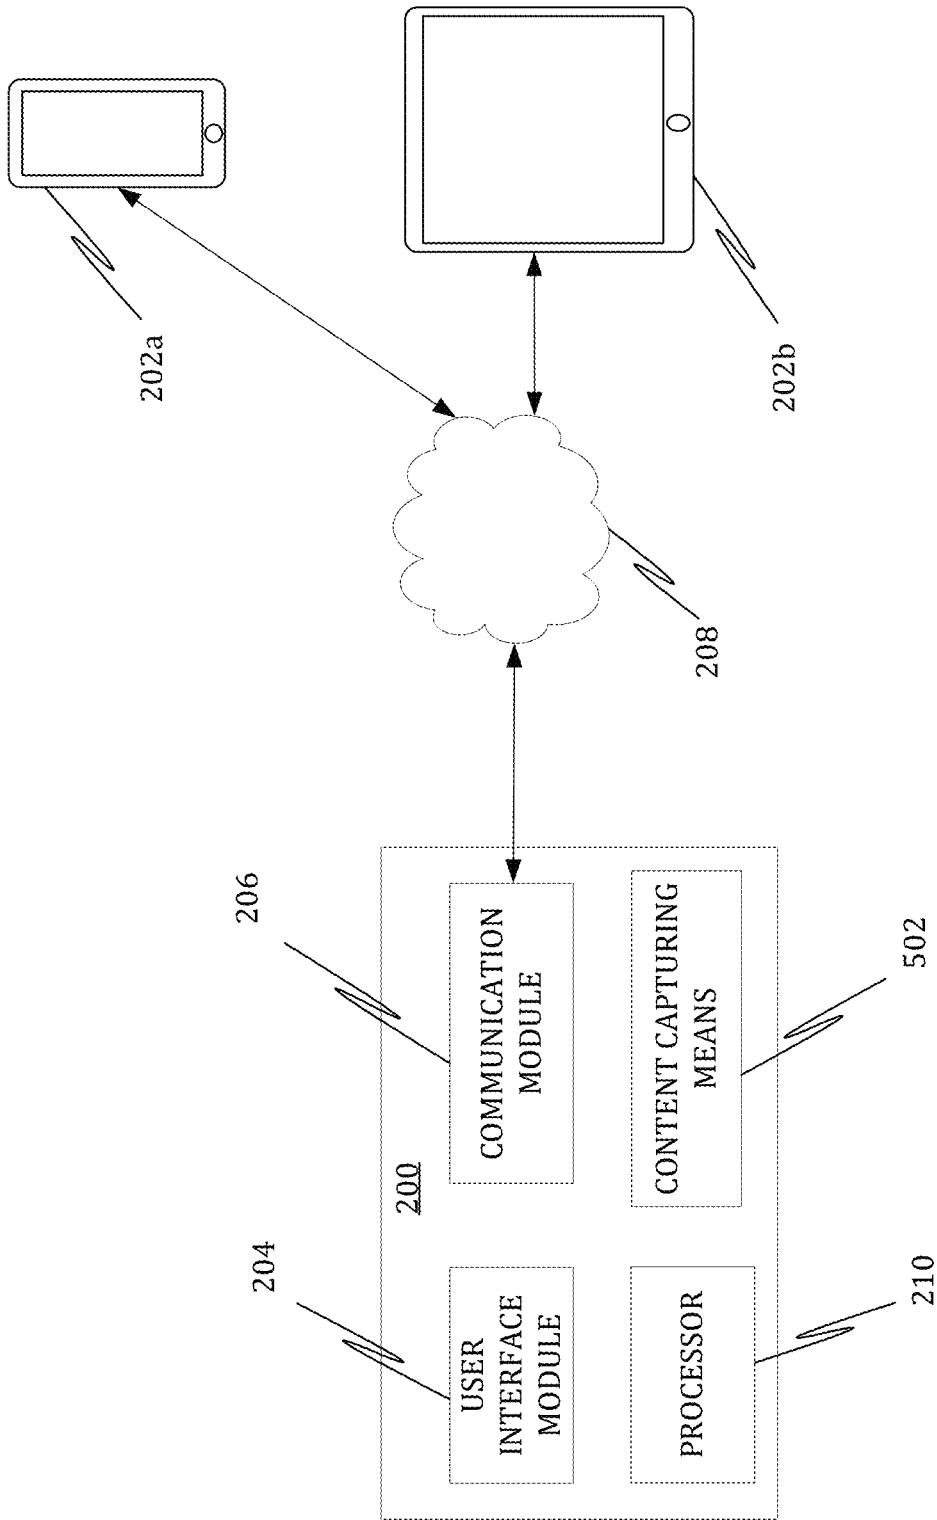 204
206
200
USER
INTERFACE
MODULE
COMMUNICATION
MODULE
PROCESSOR
CONTENT CAPTURING
MEANS
210
502
208
202a
202b